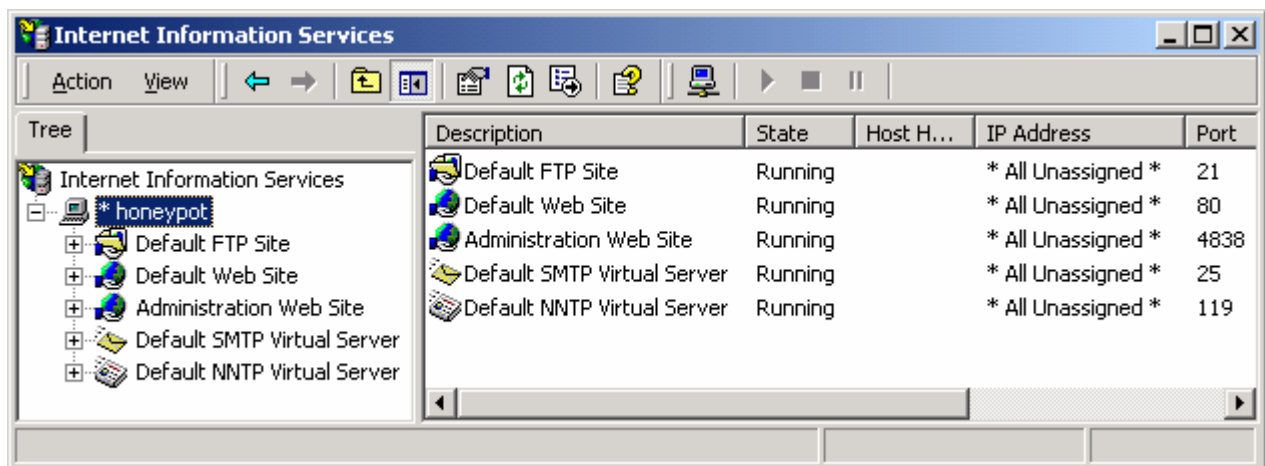 Internet Information Services
Action View
Tree
Description State Host H... IP Address Port
Internet Information Services
* honeypot
Default FTP Site
Default Web Site
Administration Web Site
Default SMTP Virtual Server
Default NNTP Virtual Server
Default FTP Site Running * All Unassigned * 21
Default Web Site Running * All Unassigned * 80
Administration Web Site Running * All Unassigned * 4838
Default SMTP Virtual Server Running * All Unassigned * 25
Default NNTP Virtual Server Running * All Unassigned * 119